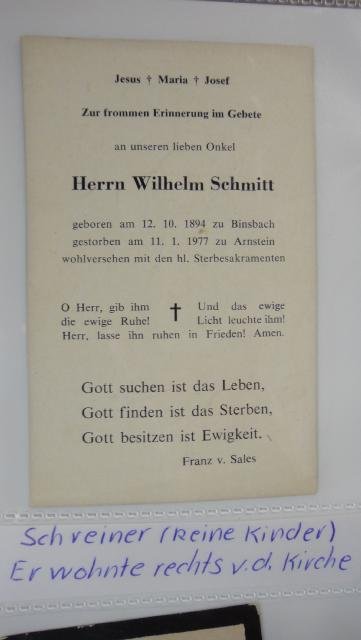 Jesus † Maria † Josef
Zur frommen Erinnerung im Gebete
an unseren lieben Onkel
Herrn Wilhelm Schmitt
geboren am 12. 10. 1894 zu Binsbach
gestorben am 11. 1. 1977 zu Arnstein
wohlversehen mit den hl. Sterbesakramenten
O Herr, gib ihm † Und das ewige
die ewige Ruhe! Licht leuchte ihm!
Herr, lasse ihn ruhen in Frieden! Amen.
Gott suchen ist das Leben,
Gott finden ist das Sterben,
Gott besitzen ist Ewigkeit.
Franz v. Sales
Schreiner (Keine Kinder)
Er wohnte rechts v. d. Kirche